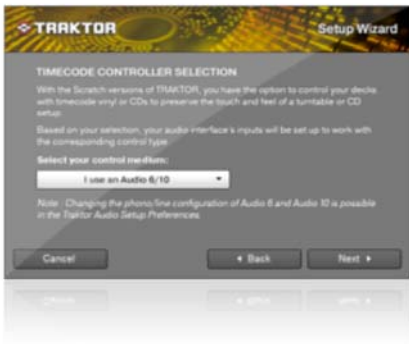 TRAKTOR
Setup Wizard
TIMECODE CONTROLLER SELECTION
With the Scratch versions of TRAKTOR, you have the option to control your decks
with timecode vinyl or CDs to preserve the touch and feel of a turntable or CD
setup.
Based on your selection, your audio interface's inputs will be set up to work with
the corresponding control type.
Select your control medium:
I use an Audio 6/10
Note: Changing the phono/line configuration of Audio 6 and Audio 10 is possible
in the Traktor Audio Setup Preferences.
Cancel
Back
Next